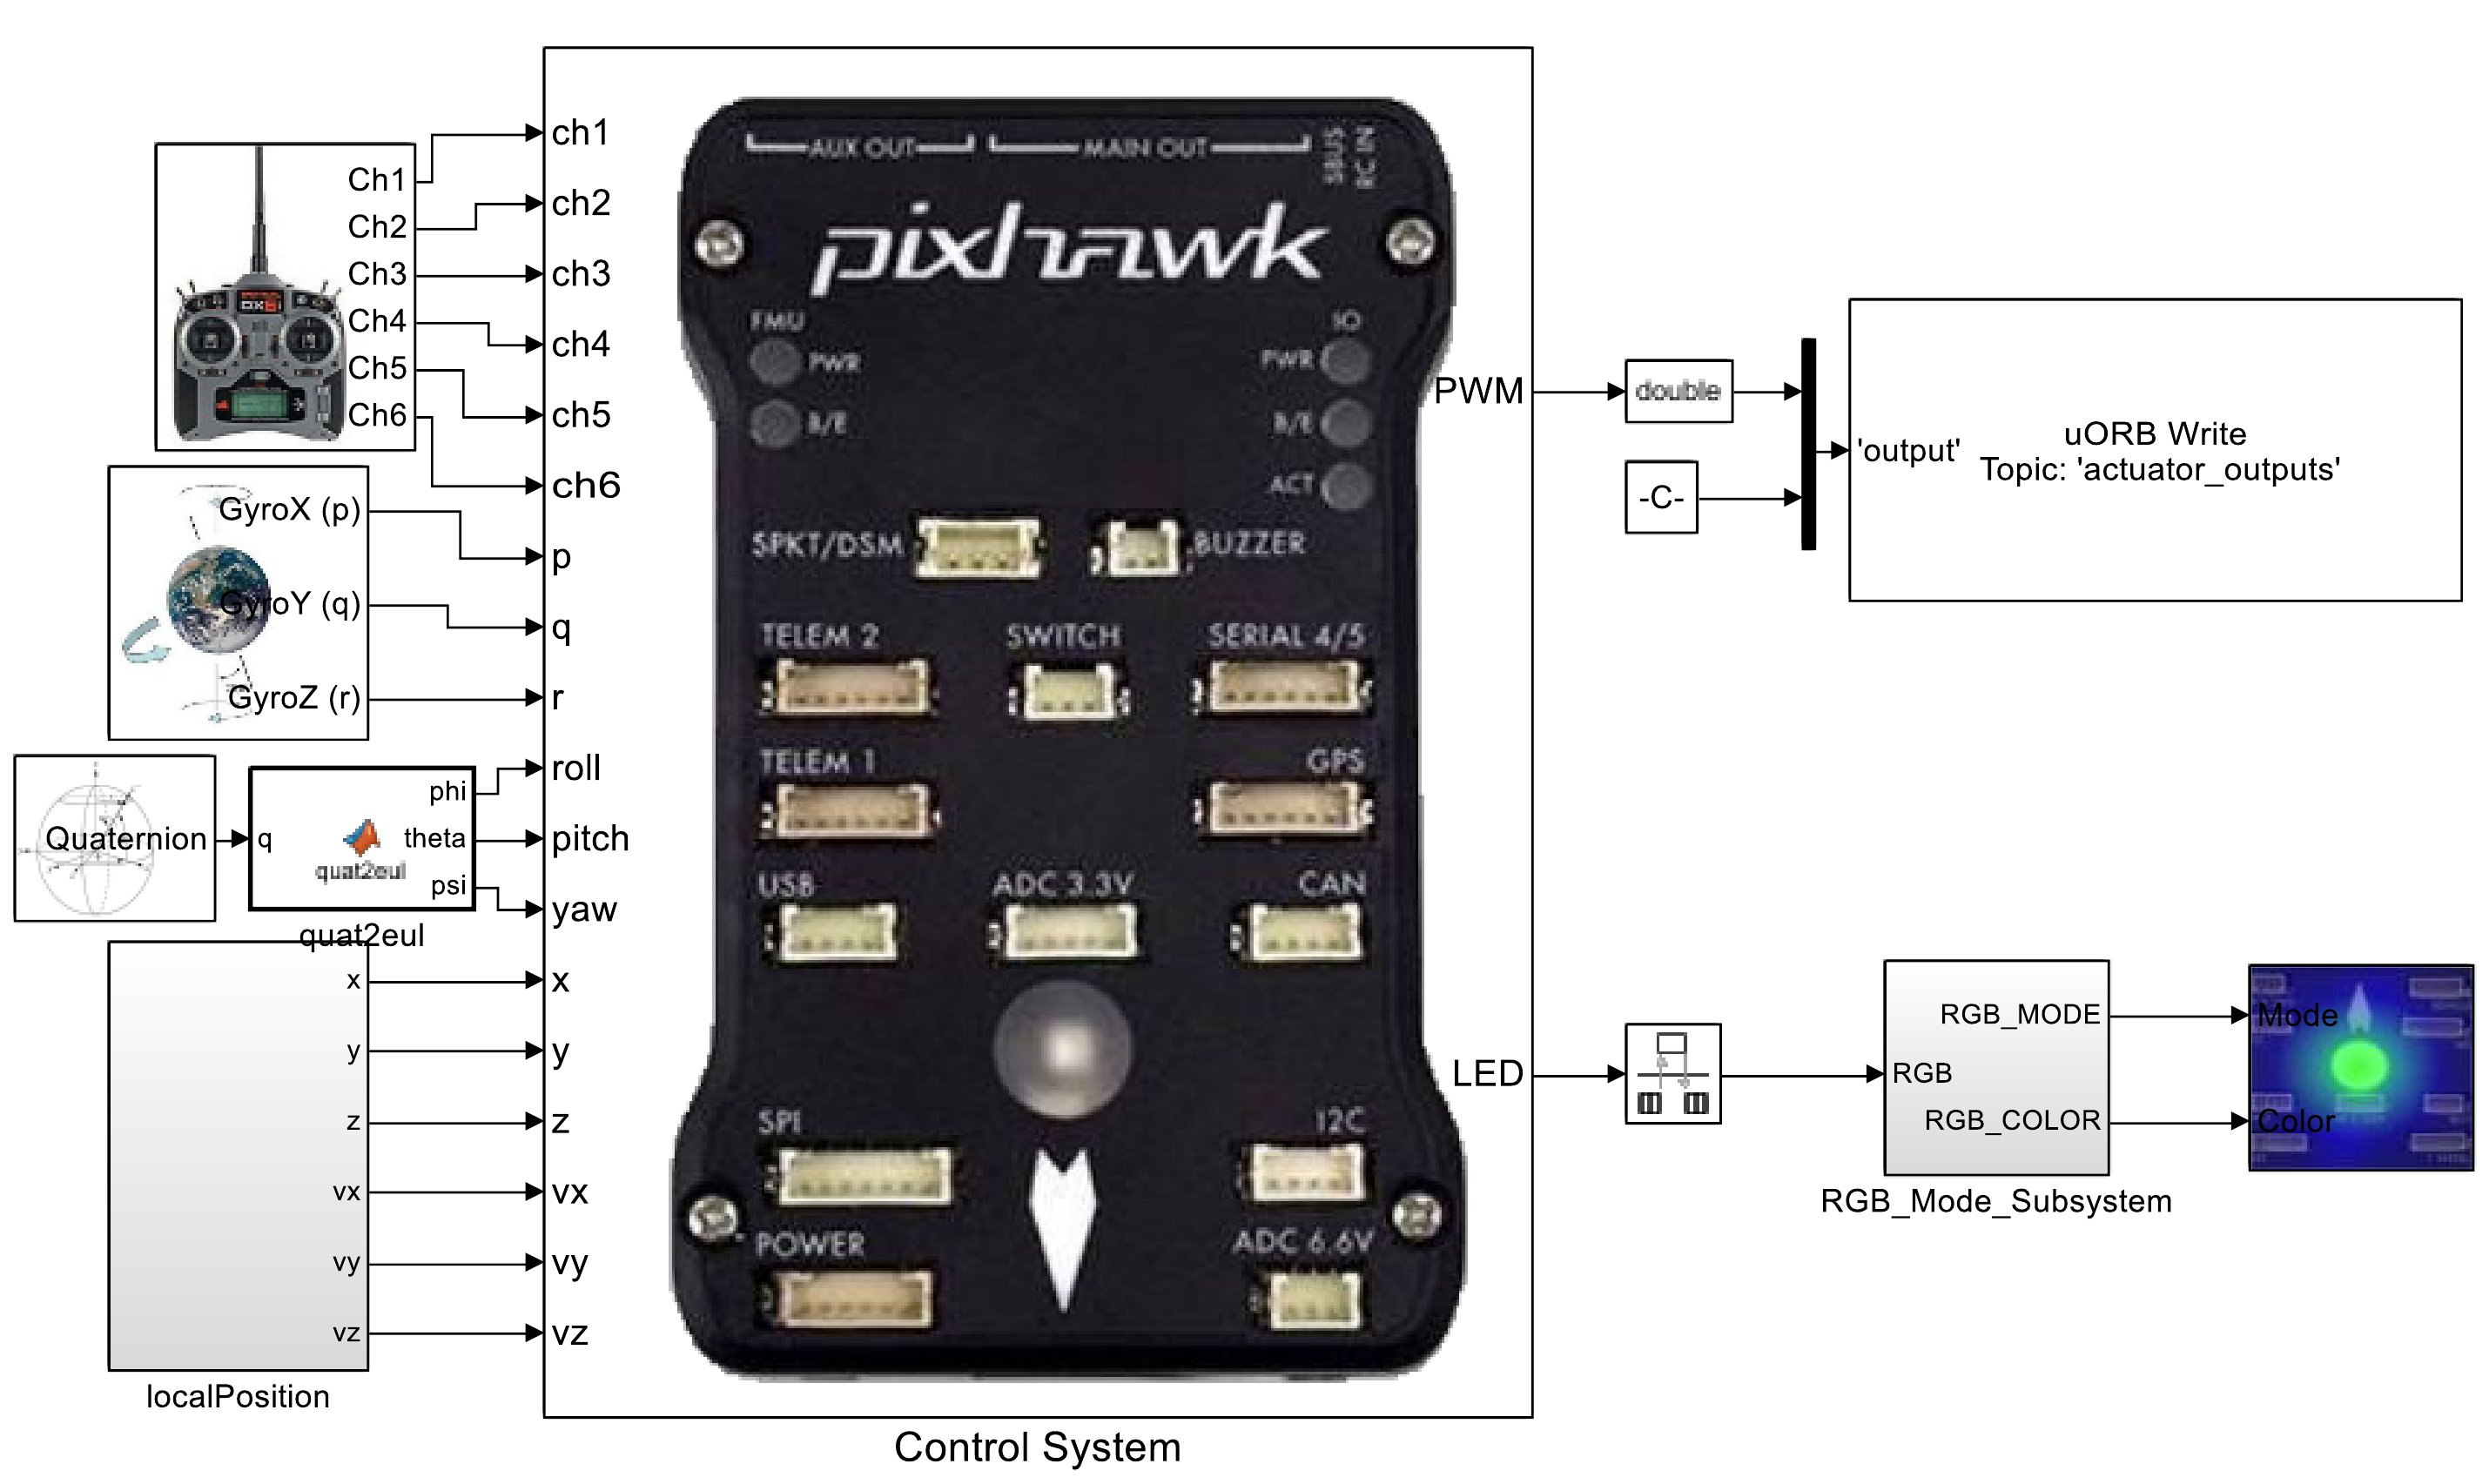 Ch1
Ch2
Ch3
Ch4
Ch5
Ch6
GyroX (p)
GyroY (q)
GyroZ (r)
Quaternion
q
phi
theta
psi
quat2eul
quat2eul
x
y
z
vx
vy
vz
localPosition
ch1
ch2
ch3
ch4
ch5
ch6
p
q
r
roll
pitch
yaw
x
y
z
vx
vy
vz
AUX OUT
MAIN OUT
SBUS
RC IN
pixhawk
FMU
IO
PWR
PWR
B/E
B/E
ACT
SPKT/DSM
BUZZER
TELEM 2
SWITCH
SERIAL 4/5
TELEM 1
GPS
USB
ADC 3.3V
CAN
SPI
I2C
POWER
ADC 6.6V
PWM
LED
Control System
double
-C-
'output'
uORB Write
Topic: 'actuator_outputs'
RGB
RGB_MODE
RGB_COLOR
RGB_Mode_Subsystem
Mode
Color